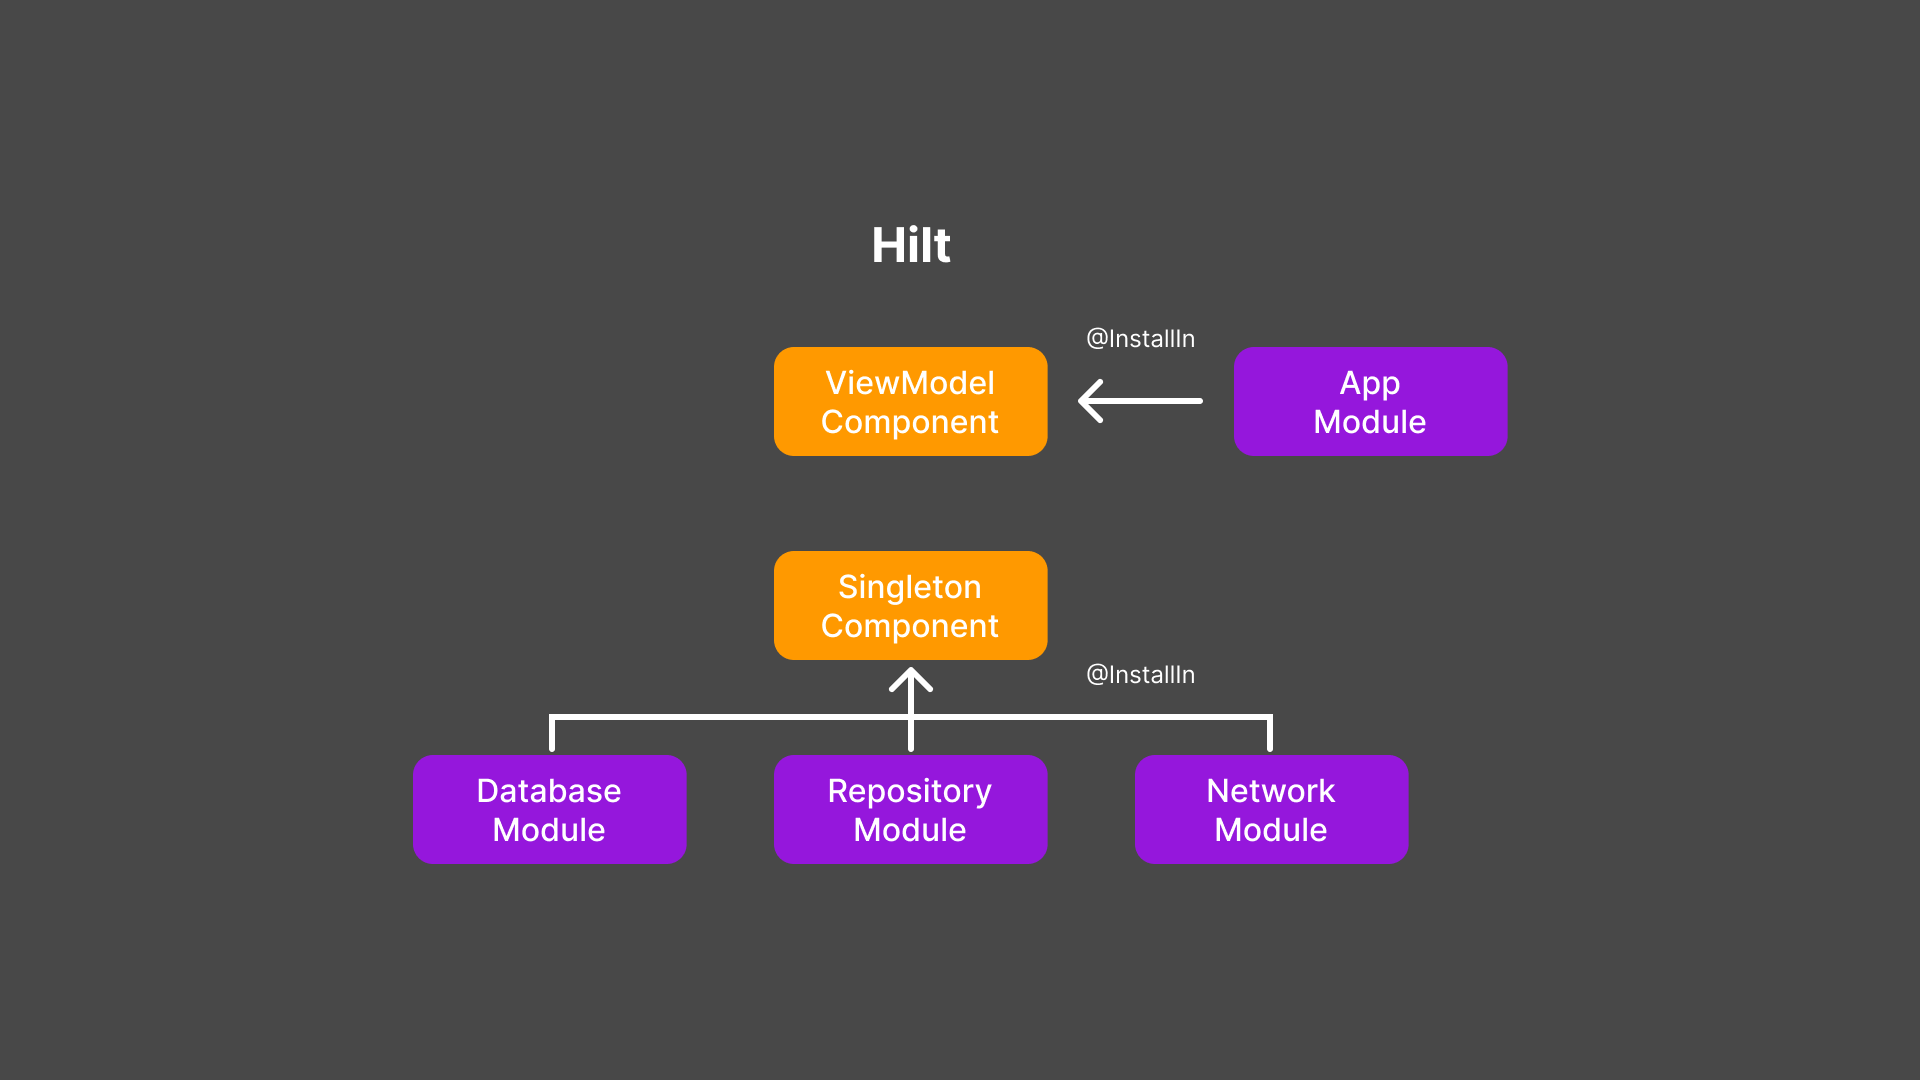 Hilt
@InstallIn
ViewModel
Component
App
Module
Singleton
Component
@InstallIn
Database
Module
Repository
Module
Network
Module